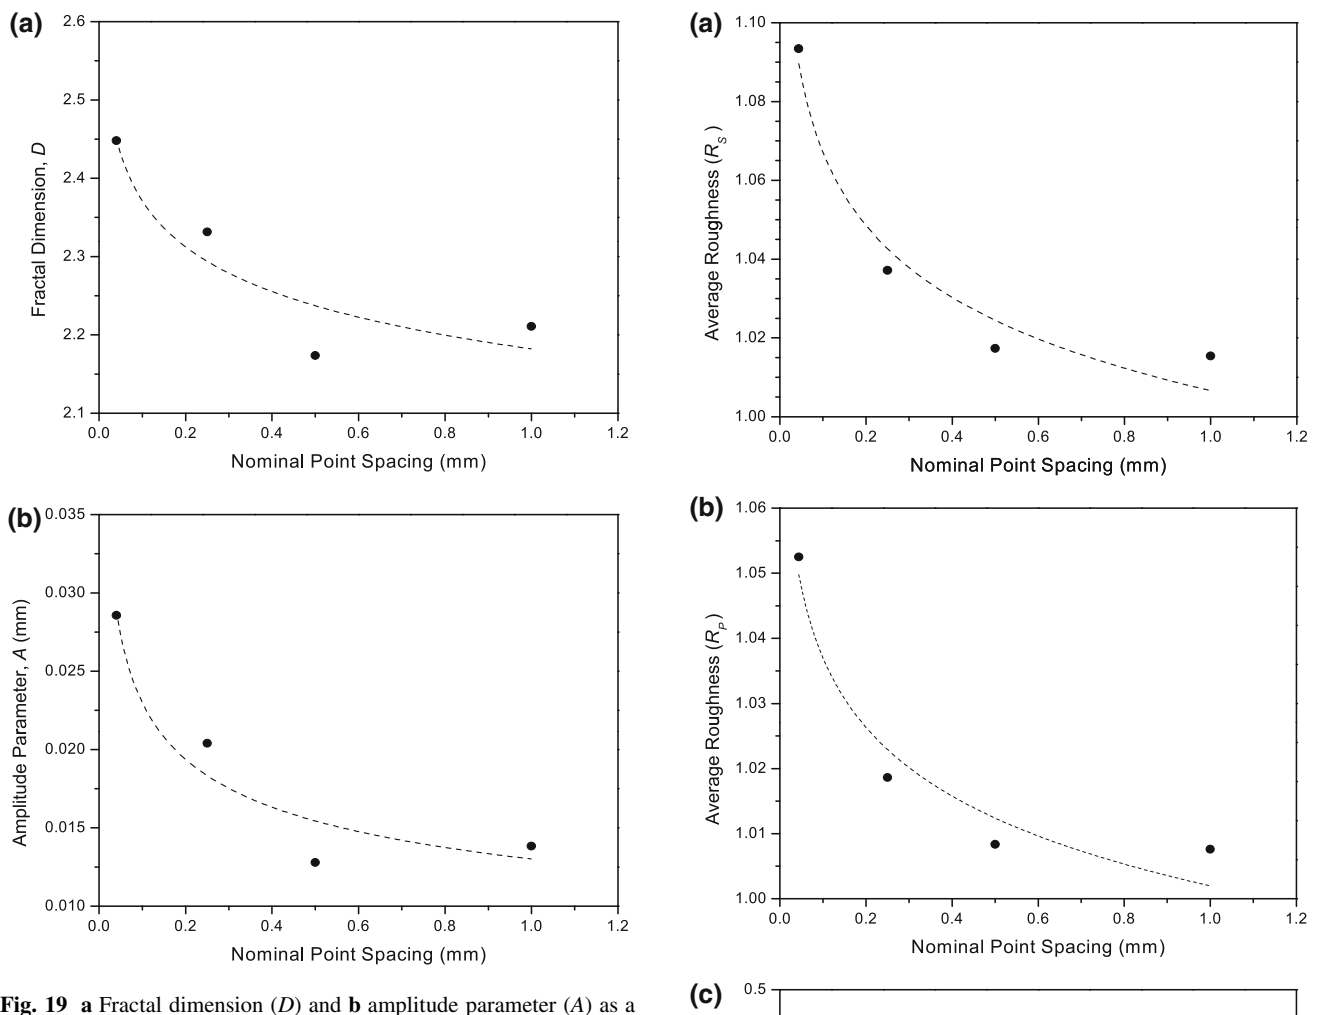 (a)
2.6
2.5
2.4
2.3
2.2
2.1
Fractal Dimension, D
0.0 0.2 0.4 0.6 0.8 1.0 1.2
Nominal Point Spacing (mm)
(b)
0.035
0.030
0.025
0.020
0.015
0.010
Amplitude Parameter, A (mm)
0.0 0.2 0.4 0.6 0.8 1.0 1.2
Nominal Point Spacing (mm)
Fig. 19 a Fractal dimension (D) and b amplitude parameter (A) as a
(a)
1.10
1.08
1.06
1.04
1.02
1.00
Average Roughness (RS)
0.0 0.2 0.4 0.6 0.8 1.0 1.2
Nominal Point Spacing (mm)
(b)
1.06
1.05
1.04
1.03
1.02
1.01
1.00
Average Roughness (RP)
0.0 0.2 0.4 0.6 0.8 1.0 1.2
Nominal Point Spacing (mm)
(c)
0.5